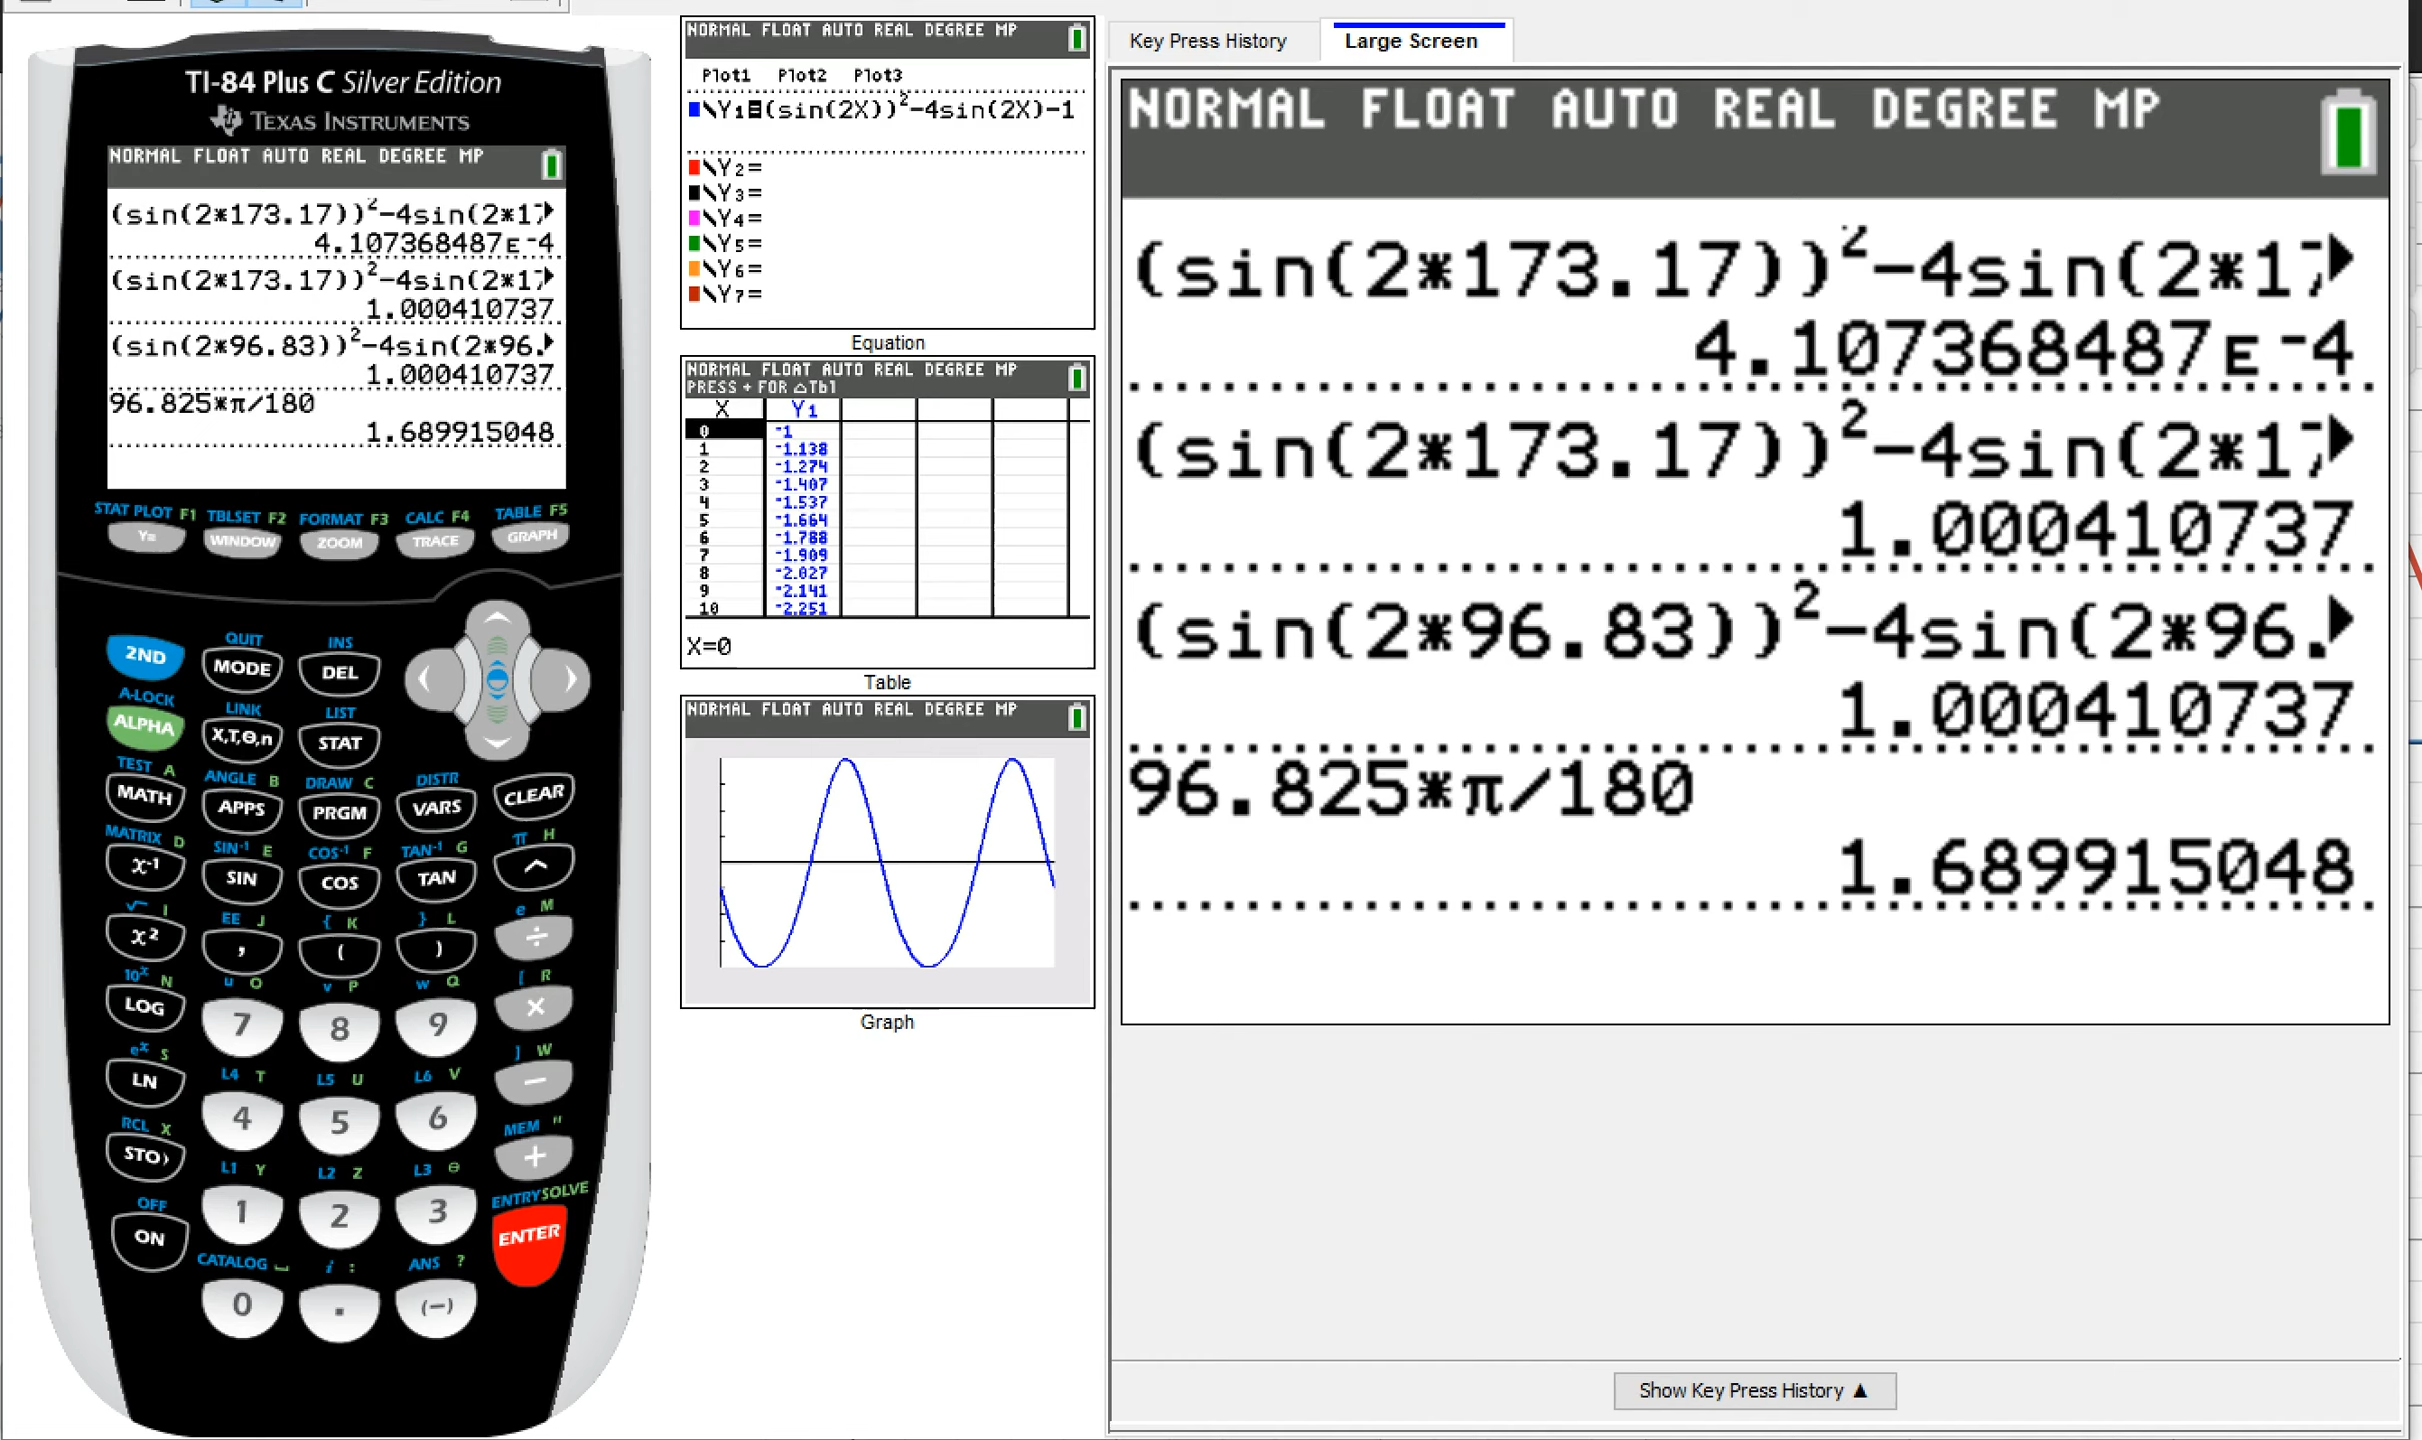 TI-84 Plus C Silver Edition
TEXAS INSTRUMENTS
NORMAL FLOAT AUTO REAL DEGREE MP
(sin(2*173.17))²-4sin(2*17
4.107368487ᴇ-4
(sin(2*173.17))²-4sin(2*17
1.000410737
(sin(2*96.83))²-4sin(2*96.
1.000410737
96.825*π/180
1.689915048
STAT PLOT F1 TBLSET F2 FORMAT F3 CALC F4 TABLE F5
Y= WINDOW ZOOM TRACE GRAPH
QUIT INS
2ND MODE DEL
A-LOCK LINK LIST
ALPHA X,T,Θ,n STAT
TEST A ANGLE B DRAW C DISTR
MATH APPS PRGM VARS CLEAR
MATRIX D SIN⁻¹ E COS⁻¹ F TAN⁻¹ G π H
x⁻¹ SIN COS TAN ^
√ I EE J { K } L e M
x² , ( ) ÷
10ˣ N u O v P w Q [ R
LOG 7 8 9 ×
eˣ S L4 T L5 U L6 V ] W
LN 4 5 6 −
RCL X L1 Y L2 Z L3 θ MEM "
STO› 1 2 3 +
OFF CATALOG ⎵ i : ANS ? ENTRY SOLVE
ON 0 . (−) ENTER
NORMAL FLOAT AUTO REAL DEGREE MP
Plot1 Plot2 Plot3
\Y1=(sin(2X))²-4sin(2X)-1
\Y2=
\Y3=
\Y4=
\Y5=
\Y6=
\Y7=
Equation
NORMAL FLOAT AUTO REAL DEGREE MP
PRESS + FOR △Tbl
X Y1
0 -1
1 -1.138
2 -1.274
3 -1.407
4 -1.537
5 -1.664
6 -1.788
7 -1.909
8 -2.027
9 -2.141
10 -2.251
X=0
Table
NORMAL FLOAT AUTO REAL DEGREE MP
Graph
Key Press History Large Screen
NORMAL FLOAT AUTO REAL DEGREE MP
(sin(2*173.17))²-4sin(2*17
4.107368487ᴇ-4
(sin(2*173.17))²-4sin(2*17
1.000410737
(sin(2*96.83))²-4sin(2*96.
1.000410737
96.825*π/180
1.689915048
Show Key Press History ▲